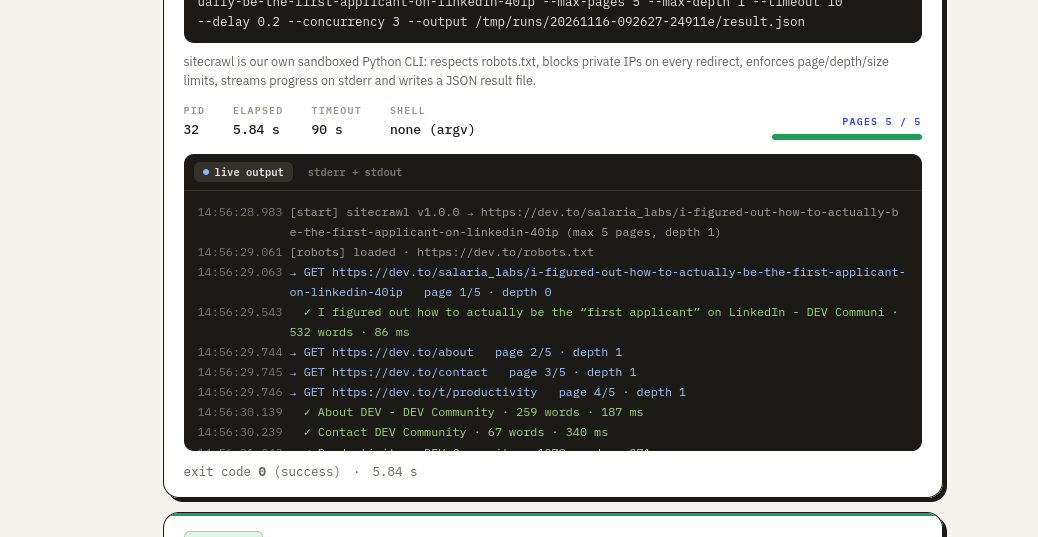 ually-be-the-first-applicant-on-linkedin-40ip --max-pages 5 --max-depth 1 --timeout 10
--delay 0.2 --concurrency 3 --output /tmp/runs/20261116-092627-24911e/result.json
sitecrawl is our own sandboxed Python CLI: respects robots.txt, blocks private IPs on every redirect, enforces page/depth/size
limits, streams progress on stderr and writes a JSON result file.
PID ELAPSED TIMEOUT SHELL
32 5.84 s 90 s none (argv)
PAGES 5 / 5
live output stderr + stdout
14:56:28.983 [start] sitecrawl v1.0.0 → https://dev.to/salaria_labs/i-figured-out-how-to-actually-b
e-the-first-applicant-on-linkedin-40ip (max 5 pages, depth 1)
14:56:29.061 [robots] loaded · https://dev.to/robots.txt
14:56:29.063 → GET https://dev.to/salaria_labs/i-figured-out-how-to-actually-be-the-first-applicant-
on-linkedin-40ip page 1/5 · depth 0
14:56:29.543 ✓ I figured out how to actually be the “first applicant” on LinkedIn - DEV Communi ·
532 words · 86 ms
14:56:29.744 → GET https://dev.to/about page 2/5 · depth 1
14:56:29.745 → GET https://dev.to/contact page 3/5 · depth 1
14:56:29.746 → GET https://dev.to/t/productivity page 4/5 · depth 1
14:56:30.139 ✓ About DEV - DEV Community · 259 words · 187 ms
14:56:30.239 ✓ Contact DEV Community · 67 words · 340 ms
exit code 0 (success) · 5.84 s